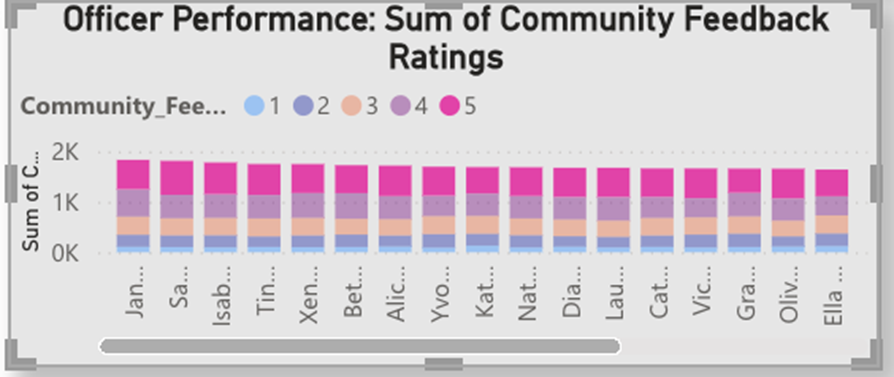 Officer Performance: Sum of Community Feedback
Ratings
Community_Fee... 1 2 3 4 5
Sum of C...
2K
1K
0K
Jan...
Sa...
Isab...
Tin...
Xen...
Bet...
Alic...
Yvo...
Kat...
Nat...
Dia...
Lau...
Cat...
Vic...
Gra...
Oliv...
Ella ...